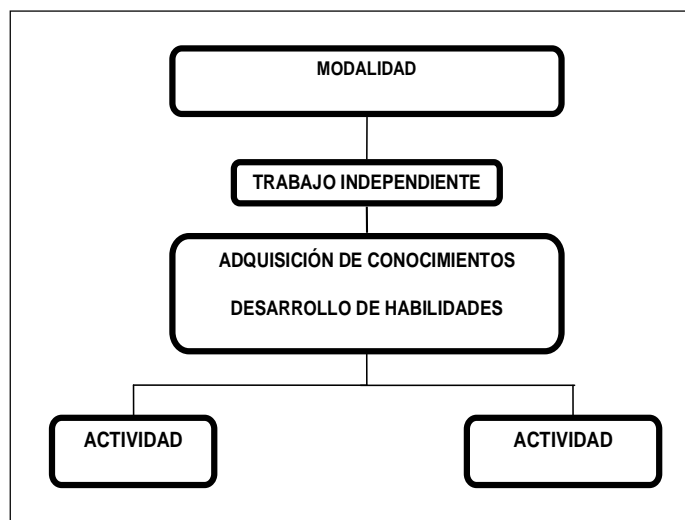 MODALIDAD
TRABAJO INDEPENDIENTE
ADQUISICIÓN DE CONOCIMIENTOS
DESARROLLO DE HABILIDADES
ACTIVIDAD
ACTIVIDAD